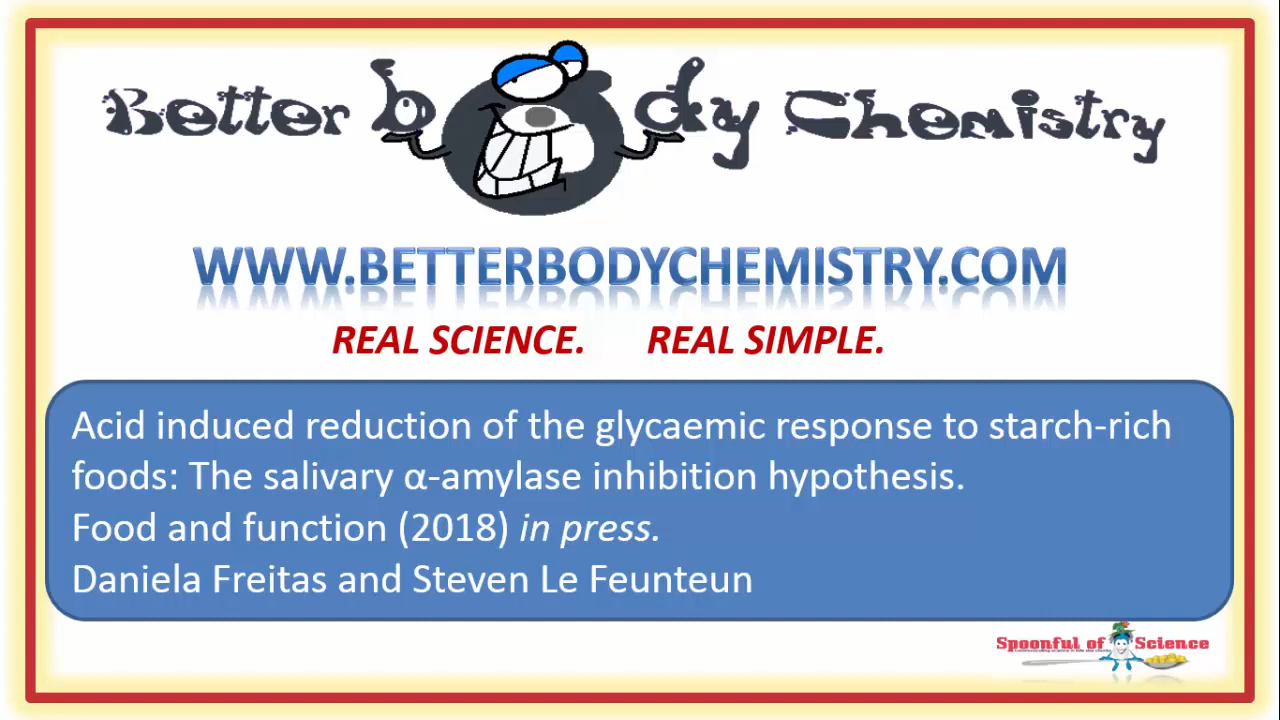 Better body Chemistry
WWW.BETTERBODYCHEMISTRY.COM
REAL SCIENCE. REAL SIMPLE.
Acid induced reduction of the glycaemic response to starch-rich
foods: The salivary α-amylase inhibition hypothesis.
Food and function (2018) in press.
Daniela Freitas and Steven Le Feunteun
Spoonful of Science